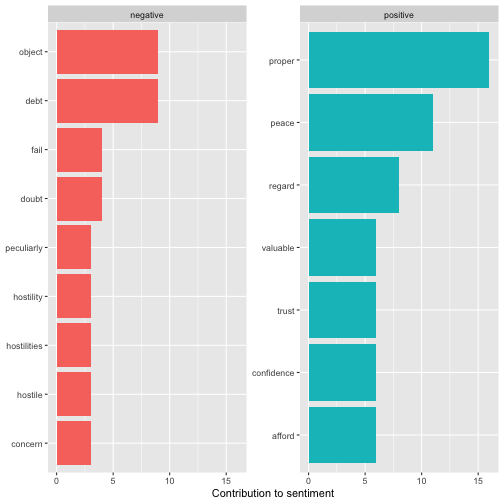 negative
object
debt
fail
doubt
peculiarly
hostility
hostilities
hostile
concern
0 5 10 15
positive
proper
peace
regard
valuable
trust
confidence
afford
0 5 10 15
Contribution to sentiment